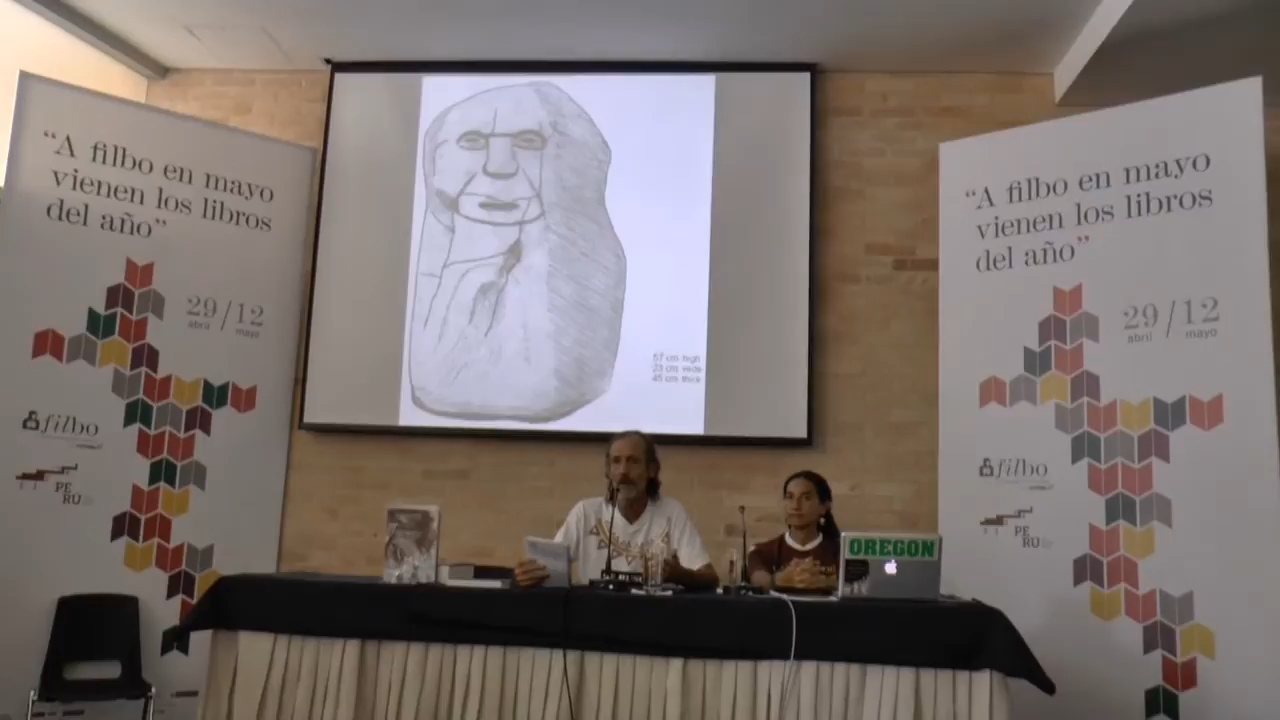 “A filbo en mayo
vienen los libros
del año”
29 / 12
abril mayo
filbo
PE
RÚ
57 cm high
23 cm wide
45 cm thick
OREGON
“A filbo en mayo
vienen los libros
del año”
29 / 12
abril mayo
filbo
PE
RÚ